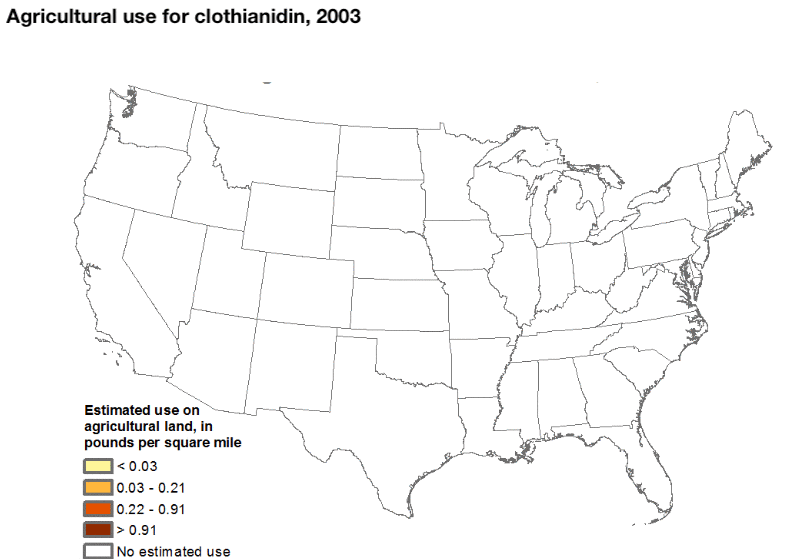 Agricultural use for clothianidin, 2003
Estimated use on
agricultural land, in
pounds per square mile
< 0.03
0.03 - 0.21
0.22 - 0.91
> 0.91
No estimated use